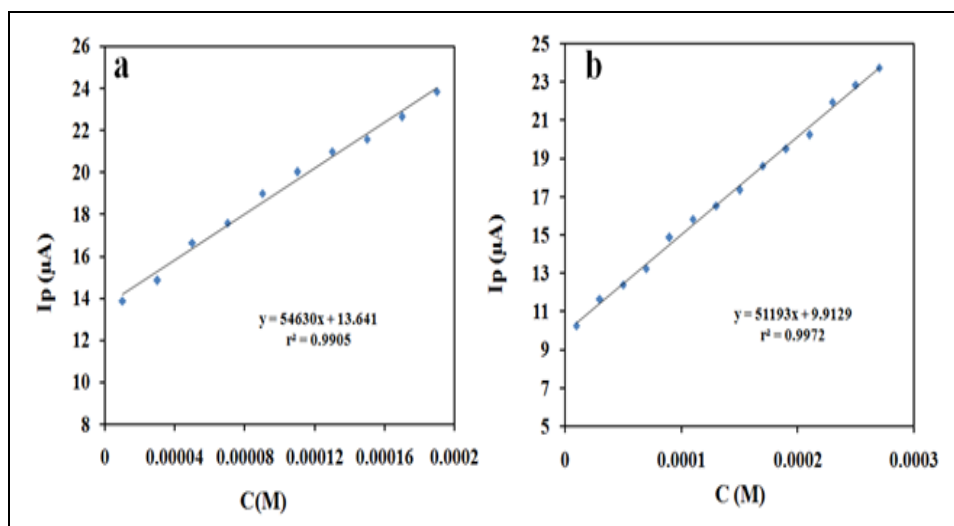 a
26
24
22
20
18
16
14
12
10
8
Ip (µA)
y = 54630x + 13.641
r² = 0.9905
0 0.00004 0.00008 0.00012 0.00016 0.0002
C(M)
b
25
23
21
19
17
15
13
11
9
7
5
Ip (µA)
y = 51193x + 9.9129
r² = 0.9972
0 0.0001 0.0002 0.0003
C (M)